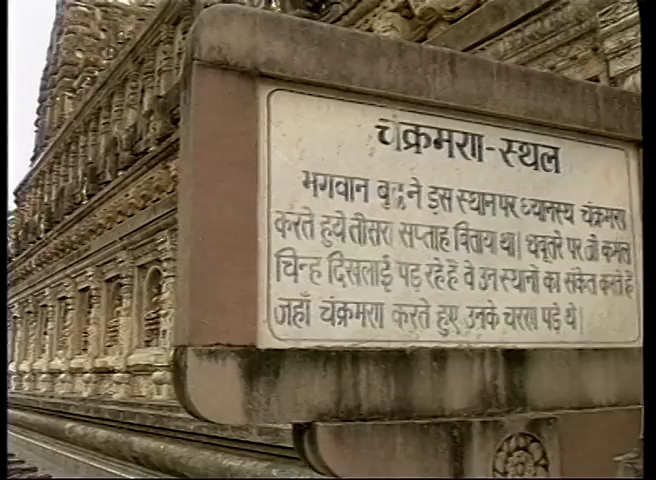 चंक्रमण-स्थल
भगवान बुद्ध ने इस स्थान पर ध्यानस्थ चंक्रमण
करते हुये तीसरा सप्ताह बिताया था। चबूतरे पर जो कमल
चिन्ह दिखलाई पड़ रहे हैं वे उन स्थानों का संकेत करते हैं
जहाँ चंक्रमण करते हुए उनके चरण पड़े थे।